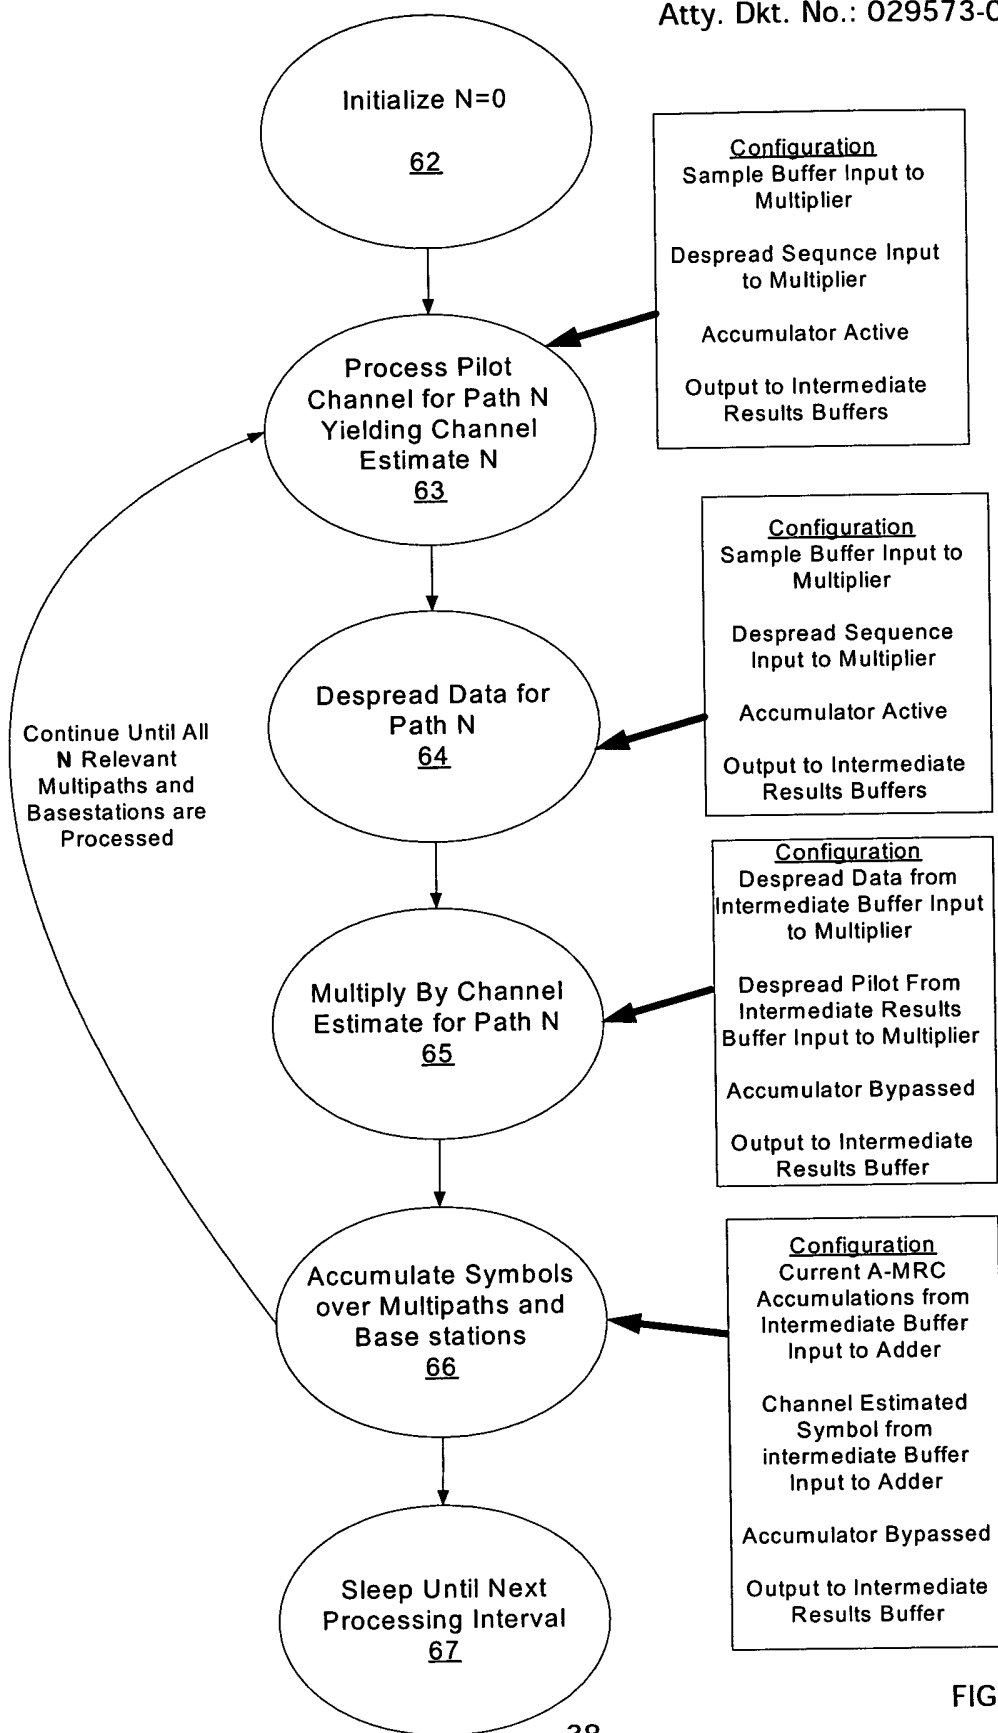 Atty. Dkt. No.: 029573-0
Initialize N=0
62
Configuration
Sample Buffer Input to
Multiplier
Despread Sequnce Input
to Multiplier
Accumulator Active
Output to Intermediate
Results Buffers
Process Pilot
Channel for Path N
Yielding Channel
Estimate N
63
Configuration
Sample Buffer Input to
Multiplier
Despread Sequence
Input to Multiplier
Accumulator Active
Output to Intermediate
Results Buffers
Despread Data for
Path N
64
Continue Until All
N Relevant
Multipaths and
Basestations are
Processed
Configuration
Despread Data from
Intermediate Buffer Input
to Multiplier
Despread Pilot From
Intermediate Results
Buffer Input to Multiplier
Accumulator Bypassed
Output to Intermediate
Results Buffer
Multiply By Channel
Estimate for Path N
65
Configuration
Current A-MRC
Accumulations from
Intermediate Buffer
Input to Adder
Channel Estimated
Symbol from
intermediate Buffer
Input to Adder
Accumulator Bypassed
Output to Intermediate
Results Buffer
Accumulate Symbols
over Multipaths and
Base stations
66
Sleep Until Next
Processing Interval
67
FIG